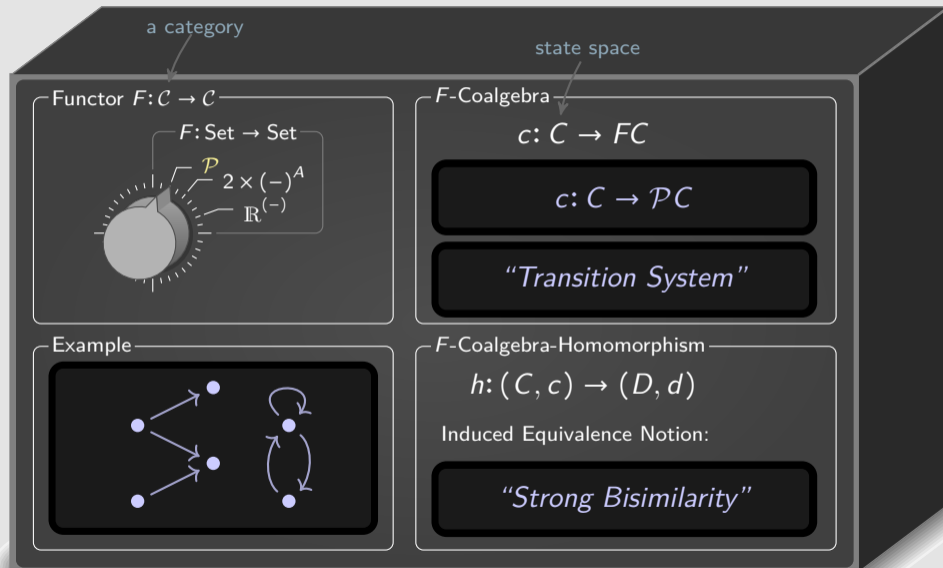 a category
state space
Functor F: 𝒞 → 𝒞
F: Set → Set
𝒫
2 × (−)^A
ℝ^(−)
F-Coalgebra
c: C → FC
c: C → 𝒫C
“Transition System”
Example
F-Coalgebra-Homomorphism
h: (C, c) → (D, d)
Induced Equivalence Notion:
“Strong Bisimilarity”